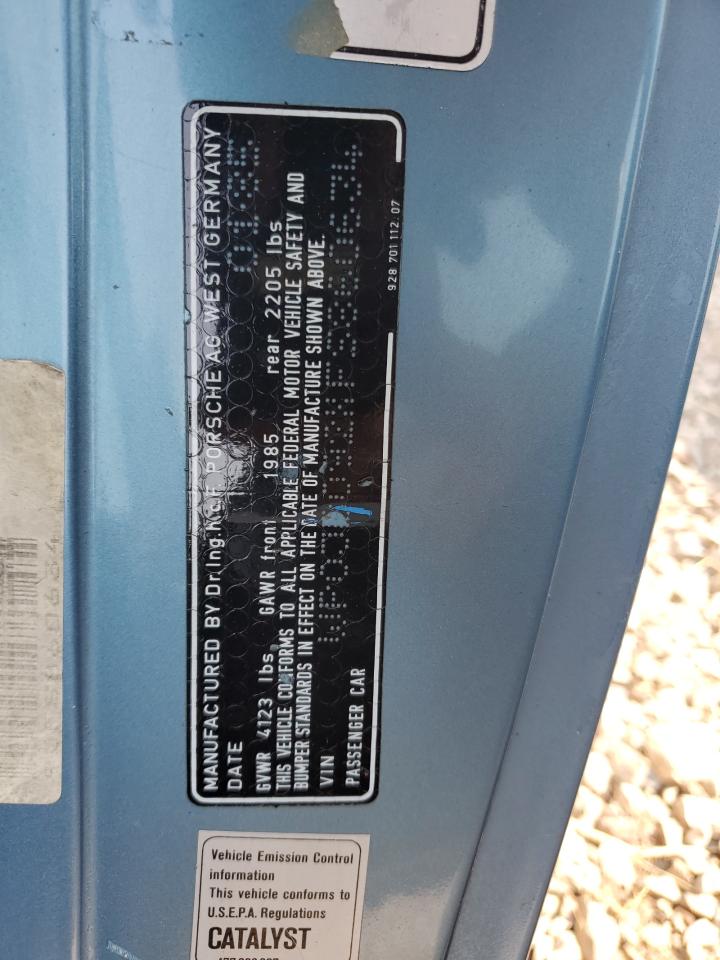 MANUFACTURED BY Dr.Ing.h.c.F. PORSCHE AG WEST GERMANY
DATE
GVWR 4123 lbs. GAWR front 1985 rear 2205 lbs
THIS VEHICLE CONFORMS TO ALL APPLICABLE FEDERAL MOTOR VEHICLE SAFETY AND
BUMPER STANDARDS IN EFFECT ON THE DATE OF MANUFACTURE SHOWN ABOVE.
VIN
PASSENGER CAR
928 701 112.07
Vehicle Emission Control
information
This vehicle conforms to
U.S.E.P.A. Regulations
CATALYST